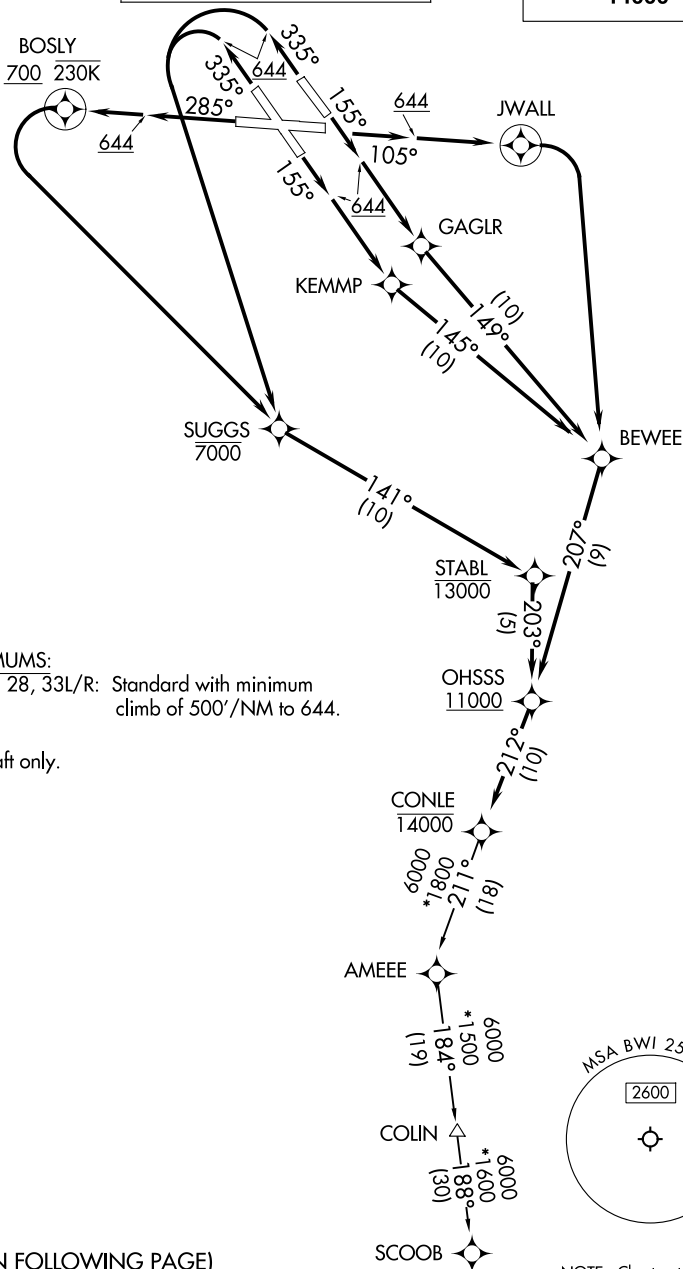 14000
BOSLY
700 230K
335°
335°
644
285°
644
155°
644
105°
JWALL
155°
644
GAGLR
KEMMP
(10)
149°
145°
(10)
BEWEE
SUGGS
7000
141°
(10)
207°
(9)
STABL
13000
203°
(5)
MUMS:
28, 33L/R: Standard with minimum
climb of 500'/NM to 644.
OHSSS
11000
aft only.
212°
(10)
CONLE
14000
6000
*1800
211°
(18)
AMEEE
6000
*1500
184°
(19)
MSA BWI 25
2600
COLIN
6000
*1600
188°
(30)
N FOLLOWING PAGE)
SCOOB